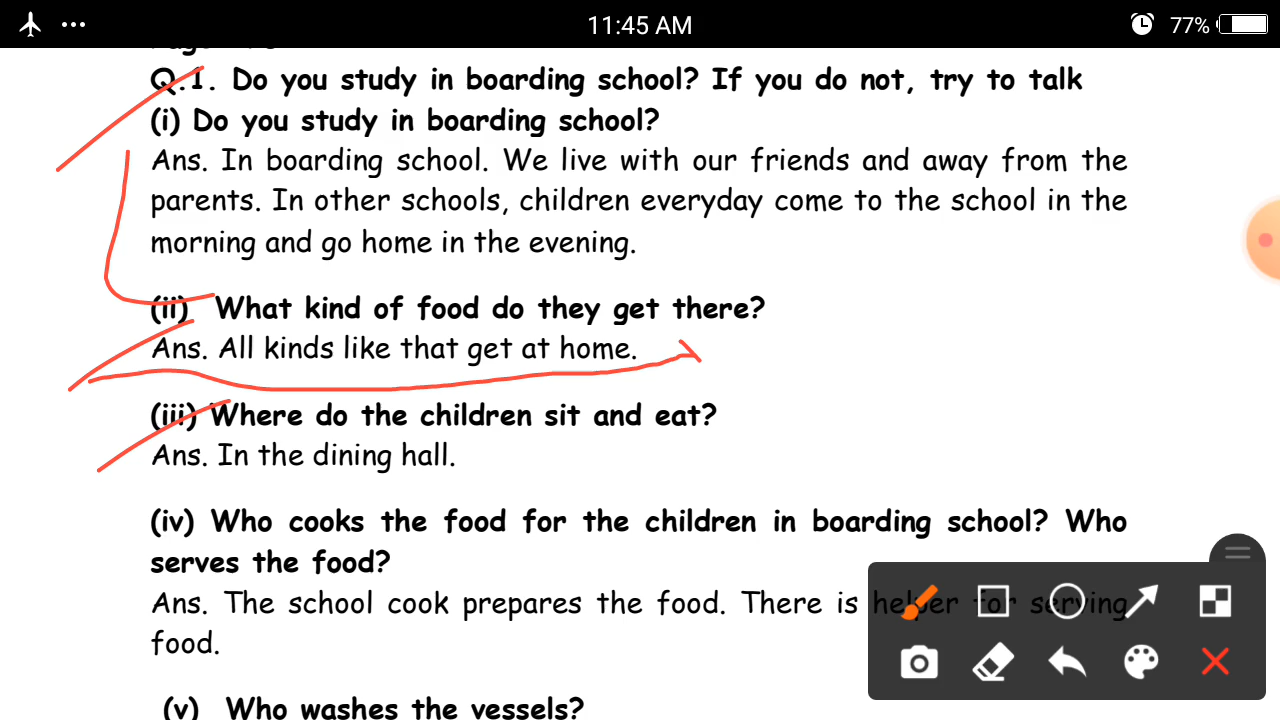 11:45 AM
77%
Q.1. Do you study in boarding school? If you do not, try to talk
(i) Do you study in boarding school?
Ans. In boarding school. We live with our friends and away from the
parents. In other schools, children everyday come to the school in the
morning and go home in the evening.
(ii) What kind of food do they get there?
Ans. All kinds like that get at home.
(iii) Where do the children sit and eat?
Ans. In the dining hall.
(iv) Who cooks the food for the children in boarding school? Who
serves the food?
Ans. The school cook prepares the food. There is helper for serving
food.
(v) Who washes the vessels?